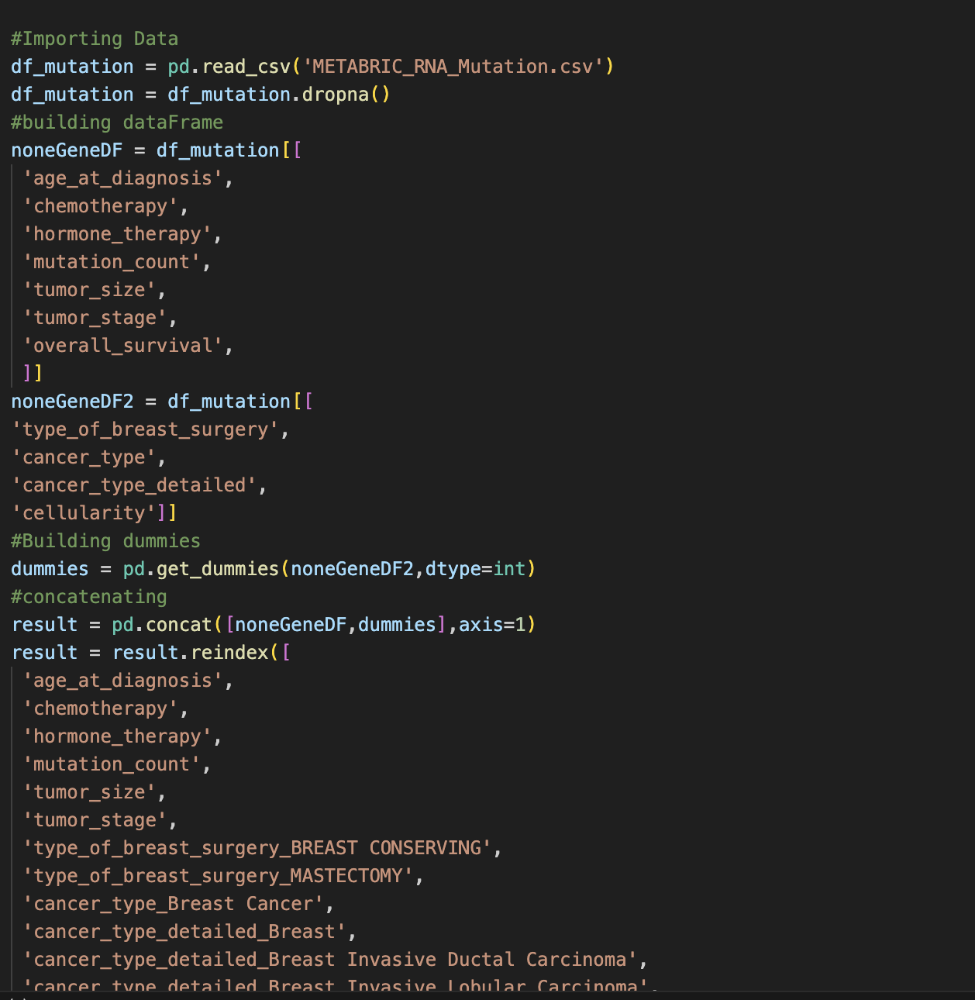 #Importing Data
df_mutation = pd.read_csv('METABRIC_RNA_Mutation.csv')
df_mutation = df_mutation.dropna()
#building dataFrame
noneGeneDF = df_mutation[[
'age_at_diagnosis',
'chemotherapy',
'hormone_therapy',
'mutation_count',
'tumor_size',
'tumor_stage',
'overall_survival',
]]
noneGeneDF2 = df_mutation[[
'type_of_breast_surgery',
'cancer_type',
'cancer_type_detailed',
'cellularity']]
#Building dummies
dummies = pd.get_dummies(noneGeneDF2,dtype=int)
#concatenating
result = pd.concat([noneGeneDF,dummies],axis=1)
result = result.reindex([
'age_at_diagnosis',
'chemotherapy',
'hormone_therapy',
'mutation_count',
'tumor_size',
'tumor_stage',
'type_of_breast_surgery_BREAST CONSERVING',
'type_of_breast_surgery_MASTECTOMY',
'cancer_type_Breast Cancer',
'cancer_type_detailed_Breast',
'cancer_type_detailed_Breast Invasive Ductal Carcinoma',
'cancer_type_detailed_Breast Invasive Lobular Carcinoma',